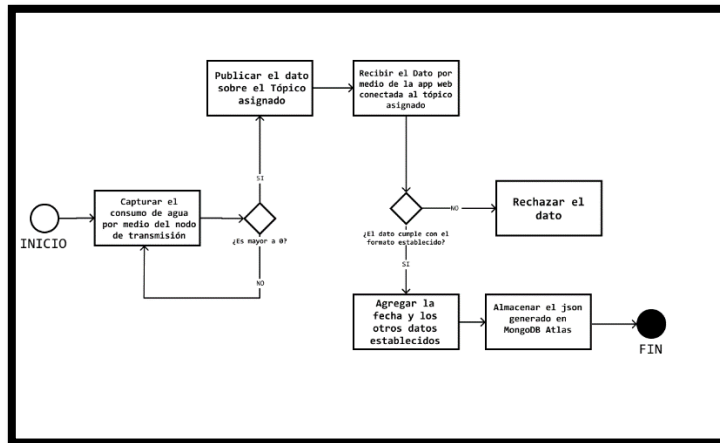 Publicar el dato
sobre el Tópico
asignado
Recibir el Dato por
medio de la app web
conectada al tópico
asignado
SI
INICIO
Capturar el
consumo de agua
por medio del nodo
de transmisión
¿Es mayor a 0?
NO
¿El dato cumple con el
formato establecido?
NO
Rechazar el
dato
SI
Agregar la
fecha y los
otros datos
establecidos
Almacenar el json
generado en
MongoDB Atlas
FIN